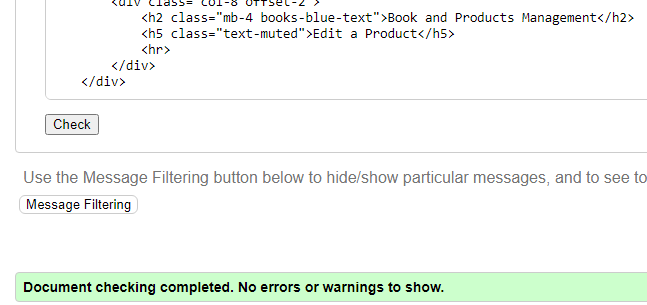 <div class="col-8 offset-2">
<h2 class="mb-4 books-blue-text">Book and Products Management</h2>
<h5 class="text-muted">Edit a Product</h5>
<hr>
</div>
</div>
Check
Use the Message Filtering button below to hide/show particular messages, and to see to
Message Filtering
Document checking completed. No errors or warnings to show.